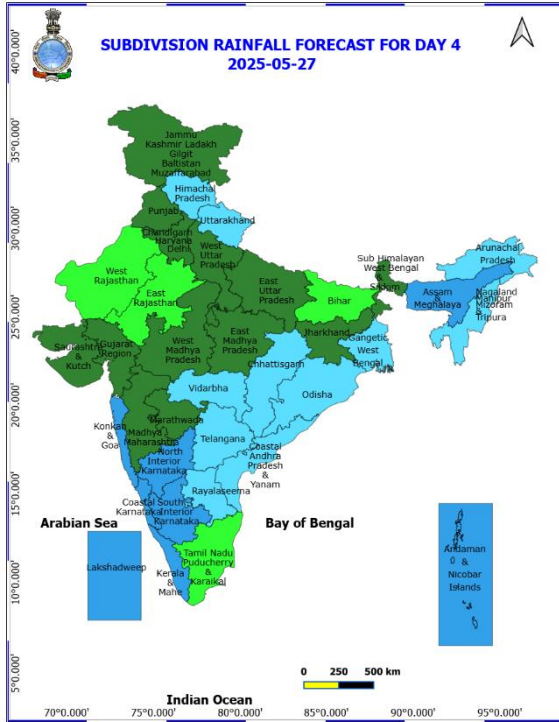 SUBDIVISION RAINFALL FORECAST FOR DAY 4
2025-05-27
40°0.000'
35°0.000'
30°0.000'
25°0.000'
20°0.000'
15°0.000'
10°0.000'
5°0.000'
Jammu
Kashmir Ladakh
Gilgit
Baltistan
Muzaffarabad
Himachal
Pradesh
Punjab
Uttarakhand
Chandigarh
Haryana
Delhi
West
Uttar
Pradesh
West
Rajasthan
East
Rajasthan
East
Uttar
Pradesh
Sub Himalayan
West Bengal
&
Sikkim
Arunachal
Pradesh
Bihar
Assam
&
Meghalaya
Nagaland
Manipur
Mizoram
&
Tripura
Saurashtra
&
Kutch
Gujarat
Region
West
Madhya
Pradesh
East
Madhya
Pradesh
Jharkhand
Gangetic
West
Bengal
Chhattisgarh
Vidarbha
Odisha
Konkan
&
Goa
Madhya
Maharashtra
Marathwada
North
Interior
Karnataka
Telangana
Coastal
Andhra
Pradesh
&
Yanam
Rayalaseema
Coastal
Karnataka
South
Interior
Karnataka
Arabian Sea
Bay of Bengal
Lakshadweep
Kerala
&
Mahe
Tamil Nadu
Puducherry
&
Karaikal
Andaman
&
Nicobar
Islands
0 250 500 km
Indian Ocean
70°0.000' 75°0.000' 80°0.000' 85°0.000' 90°0.000' 95°0.000'